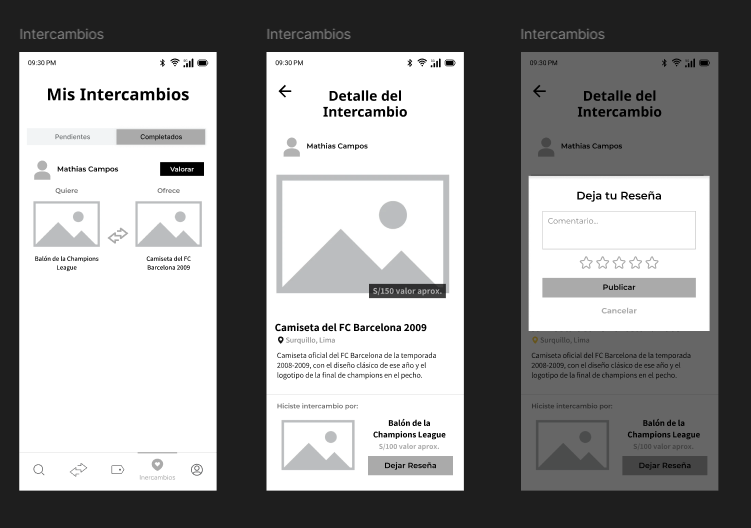 Intercambios
09:30 PM
Mis Intercambios
Pendientes
Completados
Mathias Campos
Valorar
Quiere
Ofrece
Balón de la Champions
League
Camiseta del FC
Barcelona 2009
Inercambios
Intercambios
09:30 PM
Detalle del
Intercambio
Mathias Campos
S/150 valor aprox.
Camiseta del FC Barcelona 2009
Surquillo, Lima
Camiseta oficial del FC Barcelona de la temporada
2008-2009, con el diseño clásico de ese año y el
logotipo de la final de champions en el pecho.
Hiciste intercambio por:
Balón de la
Champions League
S/100 valor aprox.
Dejar Reseña
Intercambios
09:30 PM
Detalle del
Intercambio
Mathias Campos
Deja tu Reseña
Comentario...
Publicar
Cancelar
Surquillo, Lima
Camiseta oficial del FC Barcelona de la temporada
2008-2009, con el diseño clásico de ese año y el
logotipo de la final de champions en el pecho.
Hiciste intercambio por:
Balón de la
Champions League
S/100 valor aprox.
Dejar Reseña